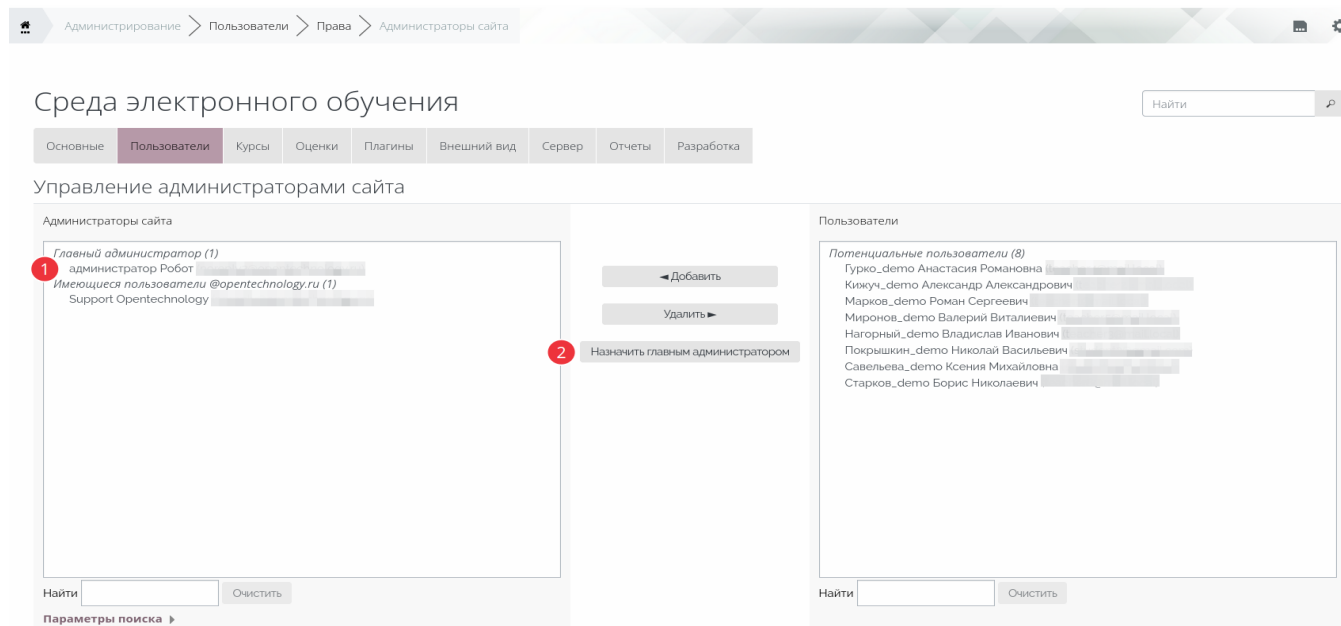 Администрирование Пользователи Права Администраторы сайта
Среда электронного обучения
Найти
Основные Пользователи Курсы Оценки Плагины Внешний вид Сервер Отчеты Разработка
Управление администраторами сайта
Администраторы сайта
Главный администратор (1)
1 администратор Робот
Имеющиеся пользователи @opentechnology.ru (1)
Support Opentechnology
Найти Очистить
Параметры поиска ▶
◄ Добавить
Удалить ►
2 Назначить главным администратором
Пользователи
Потенциальные пользователи (8)
Гурко_demo Анастасия Романовна
Кижуч_demo Александр Александрович
Марков_demo Роман Сергеевич
Миронов_demo Валерий Виталиевич
Нагорный_demo Владислав Иванович
Покрышкин_demo Николай Васильевич
Савельева_demo Ксения Михайловна
Старков_demo Борис Николаевич
Найти Очистить